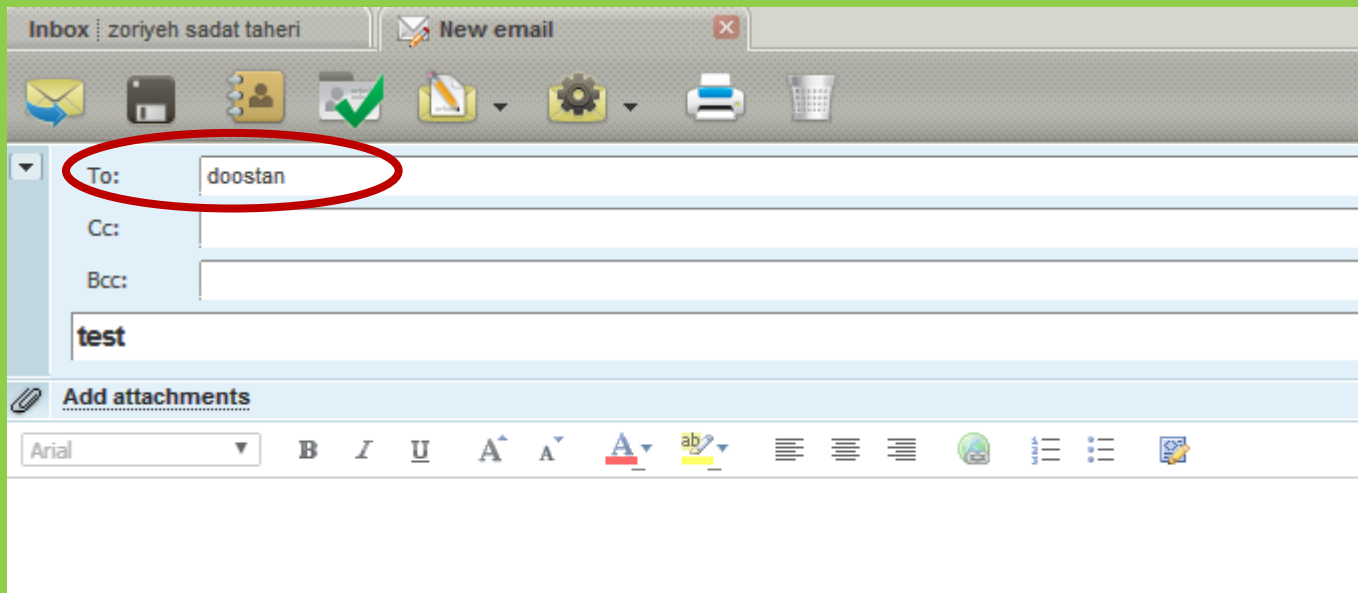 Inbox zoriyeh sadat taheri
New email
To: doostan
Cc:
Bcc:
test
Add attachments
Arial B I U A A A ab